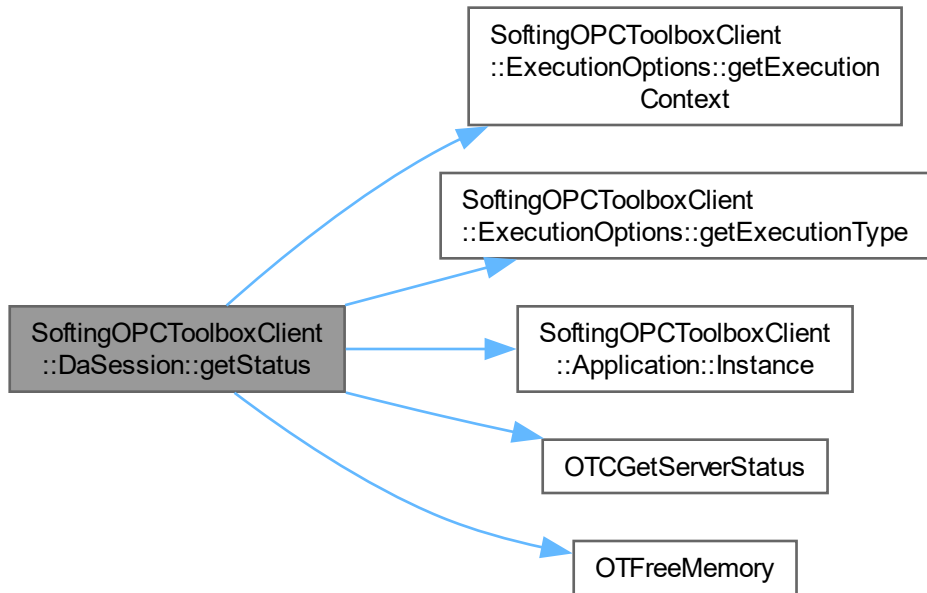 SoftingOPCToolboxClient
::ExecutionOptions::getExecution
Context
SoftingOPCToolboxClient
::ExecutionOptions::getExecutionType
SoftingOPCToolboxClient
::DaSession::getStatus
SoftingOPCToolboxClient
::Application::Instance
OTCGetServerStatus
OTFreeMemory